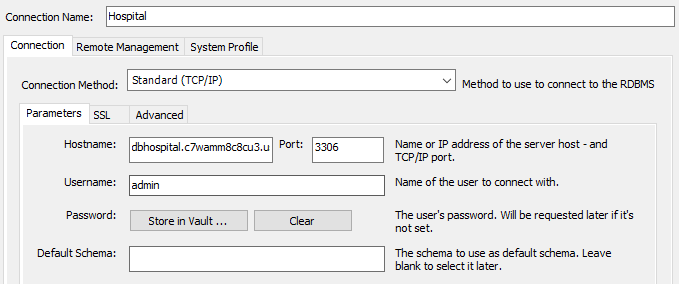 Connection Name: Hospital
Connection Remote Management System Profile
Connection Method: Standard (TCP/IP) Method to use to connect to the RDBMS
Parameters SSL Advanced
Hostname: dbhospital.c7wamm8c8cu3.u Port: 3306 Name or IP address of the server host - and
TCP/IP port.
Username: admin Name of the user to connect with.
Password: Store in Vault ... Clear The user's password. Will be requested later if it's
not set.
Default Schema: The schema to use as default schema. Leave
blank to select it later.